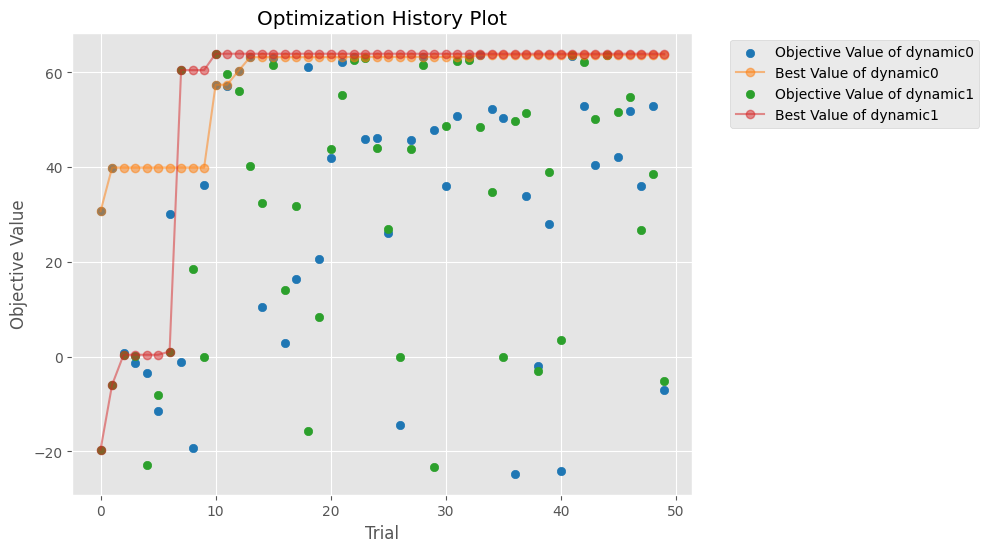 Optimization History Plot
Objective Value
60
40
20
0
−20
0 10 20 30 40 50
Trial
Objective Value of dynamic0
Best Value of dynamic0
Objective Value of dynamic1
Best Value of dynamic1